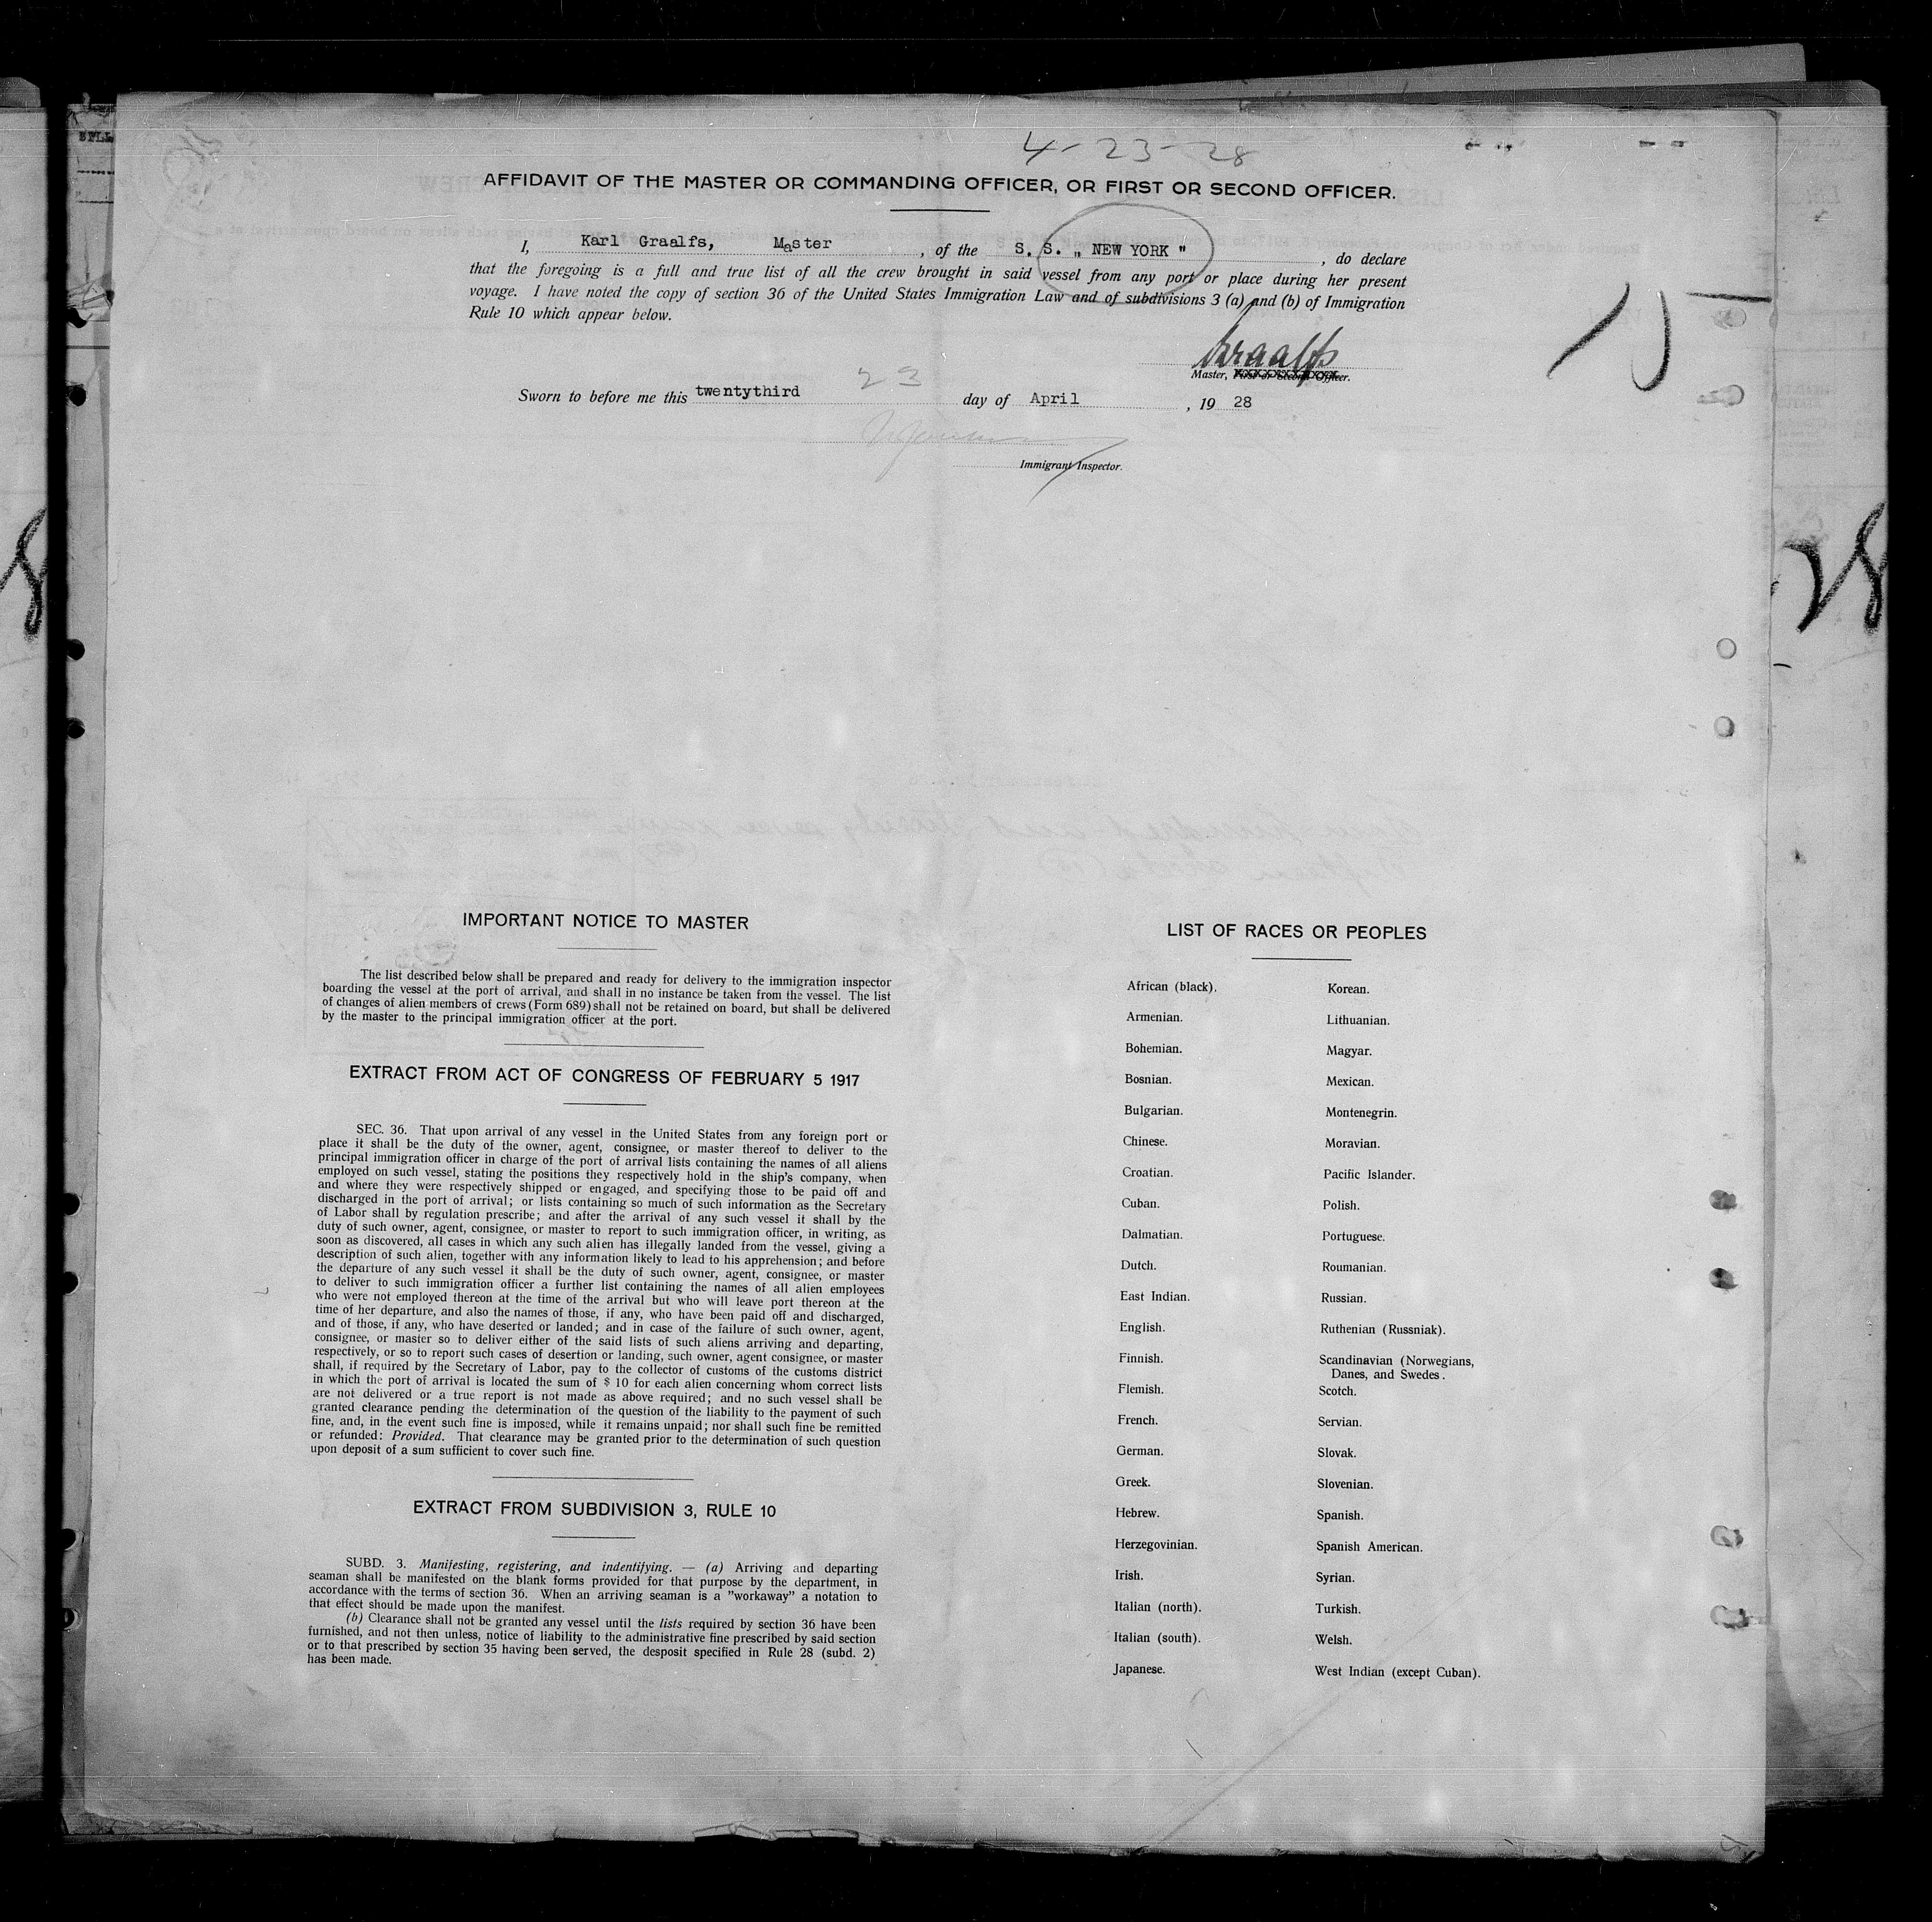 4-23-28
AFFIDAVIT OF THE MASTER OR COMMANDING OFFICER, OR FIRST OR SECOND OFFICER.
I, Karl Graalfs, Master , of the S. S. „ NEW YORK " , do declare
that the foregoing is a full and true list of all the crew brought in said vessel from any port or place during her present
voyage. I have noted the copy of section 36 of the United States Immigration Law and of subdivisions 3 (a) and (b) of Immigration
Rule 10 which appear below.
Graalfs
Master, First or Second Officer.
23
Sworn to before me this twentythird day of April , 19 28
Immigrant Inspector.
15
28
IMPORTANT NOTICE TO MASTER
The list described below shall be prepared and ready for delivery to the immigration inspector
boarding the vessel at the port of arrival, and shall in no instance be taken from the vessel. The list
of changes of alien members of crews (Form 689) shall not be retained on board, but shall be delivered
by the master to the principal immigration officer at the port.
EXTRACT FROM ACT OF CONGRESS OF FEBRUARY 5 1917
SEC. 36. That upon arrival of any vessel in the United States from any foreign port or
place it shall be the duty of the owner, agent, consignee, or master thereof to deliver to the
principal immigration officer in charge of the port of arrival lists containing the names of all aliens
employed on such vessel, stating the positions they respectively hold in the ship's company, when
and where they were respectively shipped or engaged, and specifying those to be paid off and
discharged in the port of arrival; or lists containing so much of such information as the Secretary
of Labor shall by regulation prescribe; and after the arrival of any such vessel it shall by the
duty of such owner, agent, consignee, or master to report to such immigration officer, in writing, as
soon as discovered, all cases in which any such alien has illegally landed from the vessel, giving a
description of such alien, together with any information likely to lead to his apprehension; and before
the departure of any such vessel it shall be the duty of such owner, agent, consignee, or master
to deliver to such immigration officer a further list containing the names of all alien employees
who were not employed thereon at the time of the arrival but who will leave port thereon at the
time of her departure, and also the names of those, if any, who have been paid off and discharged,
and of those, if any, who have deserted or landed; and in case of the failure of such owner, agent,
consignee, or master so to deliver either of the said lists of such aliens arriving and departing,
respectively, or so to report such cases of desertion or landing, such owner, agent consignee, or master
shall, if required by the Secretary of Labor, pay to the collector of customs of the customs district
in which the port of arrival is located the sum of $ 10 for each alien concerning whom correct lists
are not delivered or a true report is not made as above required; and no such vessel shall be
granted clearance pending the determination of the question of the liability to the payment of such
fine, and, in the event such fine is imposed, while it remains unpaid; nor shall such fine be remitted
or refunded: Provided. That clearance may be granted prior to the determination of such question
upon deposit of a sum sufficient to cover such fine.
EXTRACT FROM SUBDIVISION 3, RULE 10
SUBD. 3. Manifesting, registering, and indentifying. — (a) Arriving and departing
seaman shall be manifested on the blank forms provided for that purpose by the department, in
accordance with the terms of section 36. When an arriving seaman is a "workaway" a notation to
that effect should be made upon the manifest.
(b) Clearance shall not be granted any vessel until the lists required by section 36 have been
furnished, and not then unless, notice of liability to the administrative fine prescribed by said section
or to that prescribed by section 35 having been served, the desposit specified in Rule 28 (subd. 2)
has been made.
LIST OF RACES OR PEOPLES
African (black).
Armenian.
Bohemian.
Bosnian.
Bulgarian.
Chinese.
Croatian.
Cuban.
Dalmatian.
Dutch.
East Indian.
English.
Finnish.
Flemish.
French.
German.
Greek.
Hebrew.
Herzegovinian.
Irish.
Italian (north).
Italian (south).
Japanese.
Korean.
Lithuanian.
Magyar.
Mexican.
Montenegrin.
Moravian.
Pacific Islander.
Polish.
Portuguese.
Roumanian.
Russian.
Ruthenian (Russniak).
Scandinavian (Norwegians,
Danes, and Swedes.
Scotch.
Servian.
Slovak.
Slovenian.
Spanish.
Spanish American.
Syrian.
Turkish.
Welsh.
West Indian (except Cuban).